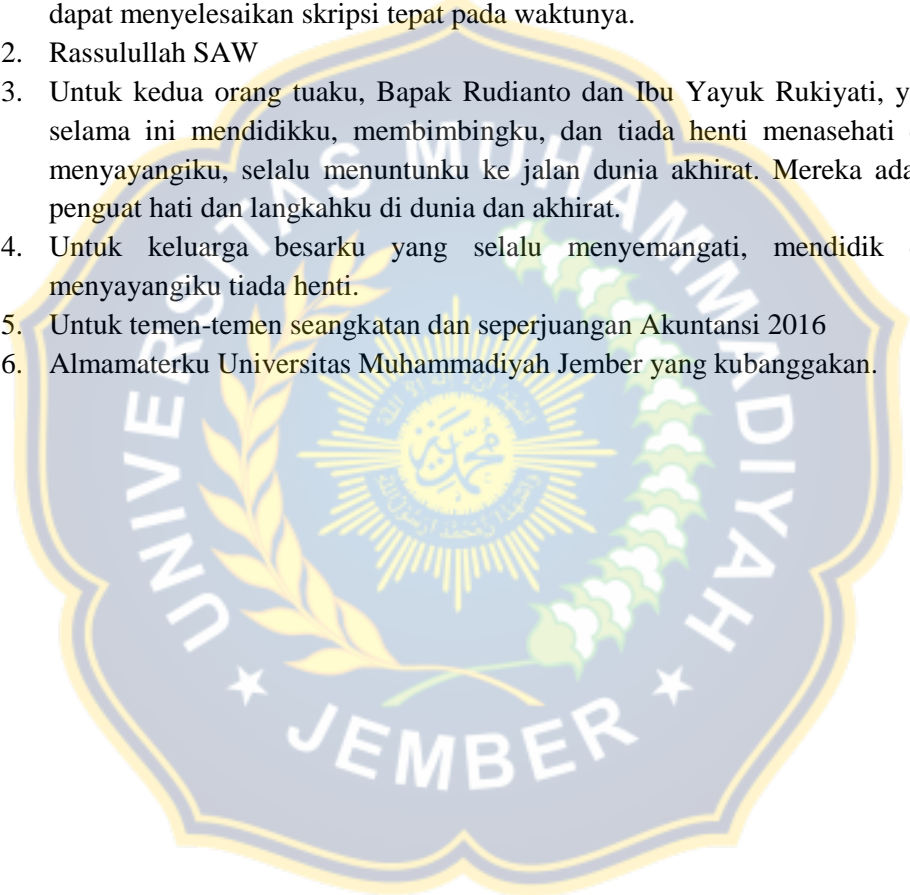 dapat menyelesaikan skripsi tepat pada waktunya.
2. Rassulullah SAW
3. Untuk kedua orang tuaku, Bapak Rudianto dan Ibu Yayuk Rukiyati, y
selama ini mendidikku, membimbingku, dan tiada henti menasehati
menyayangiku, selalu menuntunku ke jalan dunia akhirat. Mereka ada
penguat hati dan langkahku di dunia dan akhirat.
4. Untuk keluarga besarku yang selalu menyemangati, mendidik
menyayangiku tiada henti.
5. Untuk temen-temen seangkatan dan seperjuangan Akuntansi 2016
6. Almamaterku Universitas Muhammadiyah Jember yang kubanggakan.
UNIVERSITAS MUHAMMADIYAH
JEMBER